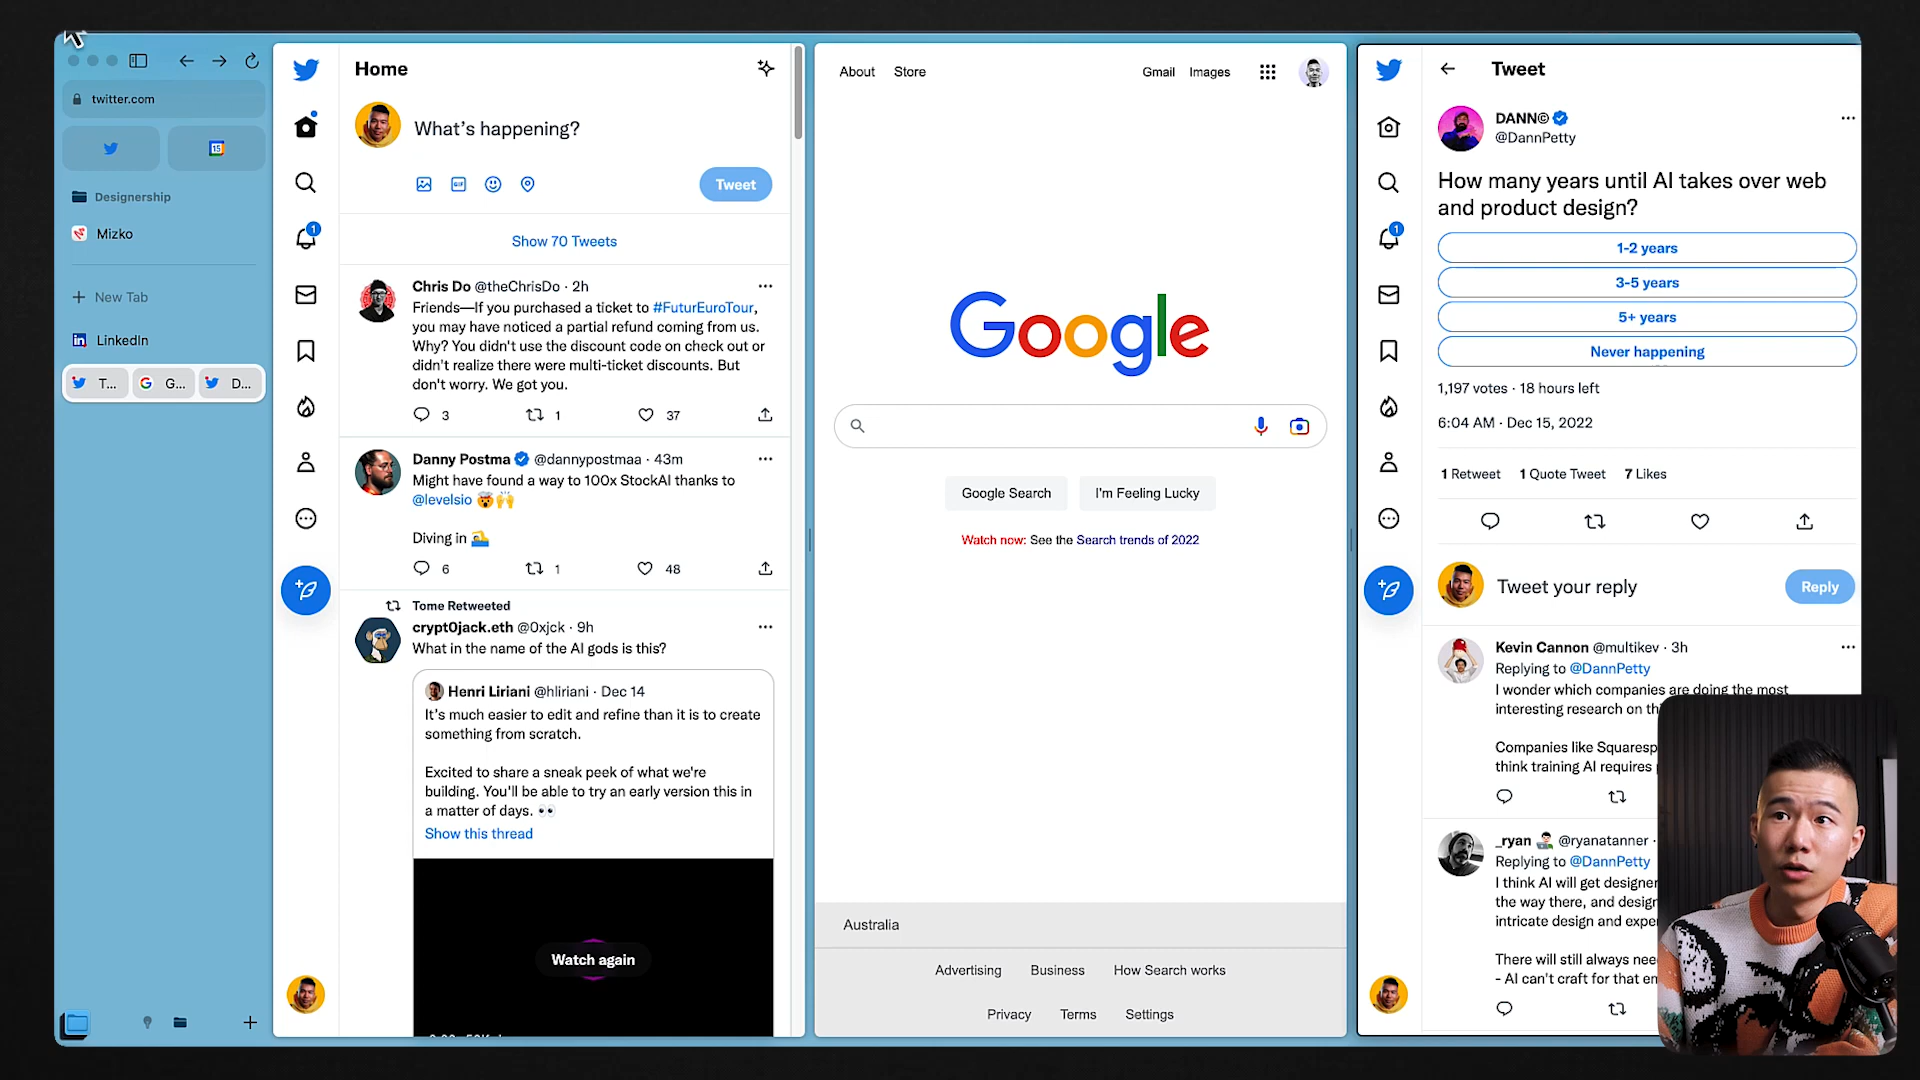 twitter.com
15
Designership
Mizko
New Tab
LinkedIn
T...
G...
D...
1
Home
What's happening?
GIF
Tweet
Show 70 Tweets
Chris Do @theChrisDo · 2h
Friends—If you purchased a ticket to #FuturEuroTour,
you may have noticed a partial refund coming from us.
Why? You didn't use the discount code on check out or
didn't realize there were multi-ticket discounts. But
don't worry. We got you.
3
1
37
Danny Postma @dannypostmaa · 43m
Might have found a way to 100x StockAI thanks to
@levelsio 🤯🙌
Diving in 🏊
6
1
48
Tome Retweeted
crypt0jack.eth @0xjck · 9h
What in the name of the AI gods is this?
Henri Liriani @hliriani · Dec 14
It's much easier to edit and refine than it is to create
something from scratch.
Excited to share a sneak peek of what we're
building. You'll be able to try an early version this in
a matter of days. 👀
Show this thread
Watch again
About
Store
Gmail
Images
Google
Google Search
I'm Feeling Lucky
Watch now: See the Search trends of 2022
Australia
Advertising
Business
How Search works
Privacy
Terms
Settings
1
Tweet
DANN©
@DannPetty
How many years until AI takes over web
and product design?
1-2 years
3-5 years
5+ years
Never happening
1,197 votes · 18 hours left
6:04 AM · Dec 15, 2022
1 Retweet
1 Quote Tweet
7 Likes
Tweet your reply
Reply
Kevin Cannon @multikev · 3h
Replying to @DannPetty
I wonder which companies are doing the most
interesting research on
Companies like
think training AI requires
_ryan 👨🏻‍💻 @ryanatanner ·
Replying to @DannPetty
I think AI will get
the way there, and
intricate design and
There will still always
- AI can't craft for that